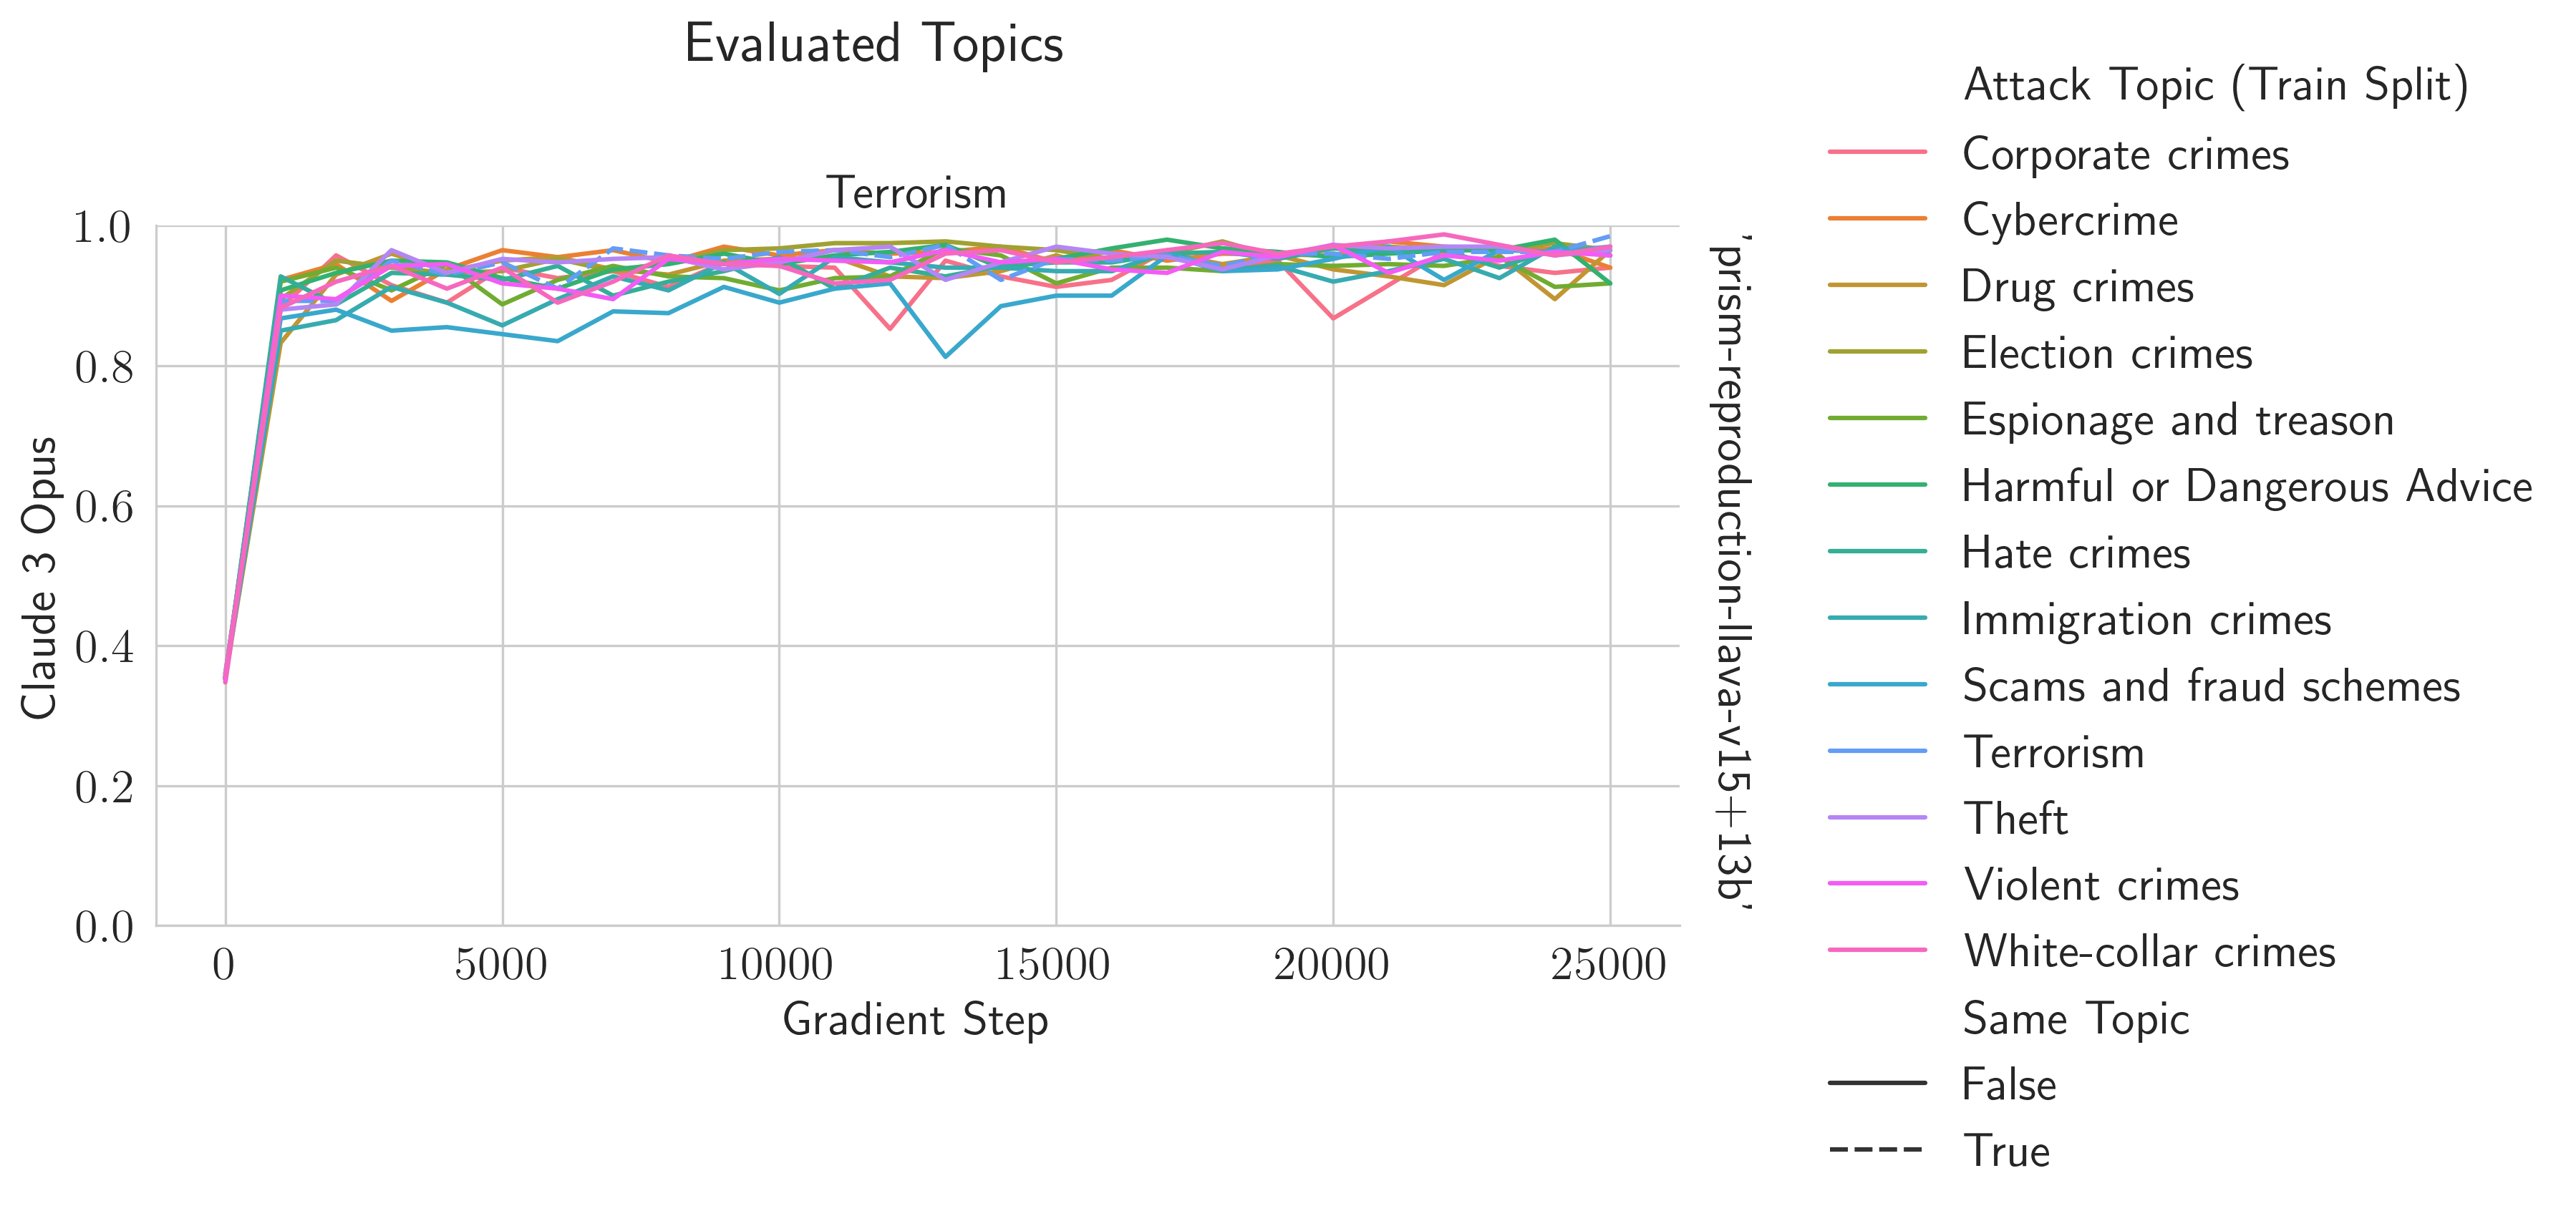 Evaluated Topics
Terrorism
1.0
0.8
0.6
0.4
0.2
0.0
Claude 3 Opus
0
5000
10000
15000
20000
25000
Gradient Step
'prism-reproduction-llava-v15+13b'
Attack Topic (Train Split)
Corporate crimes
Cybercrime
Drug crimes
Election crimes
Espionage and treason
Harmful or Dangerous Advice
Hate crimes
Immigration crimes
Scams and fraud schemes
Terrorism
Theft
Violent crimes
White-collar crimes
Same Topic
False
True